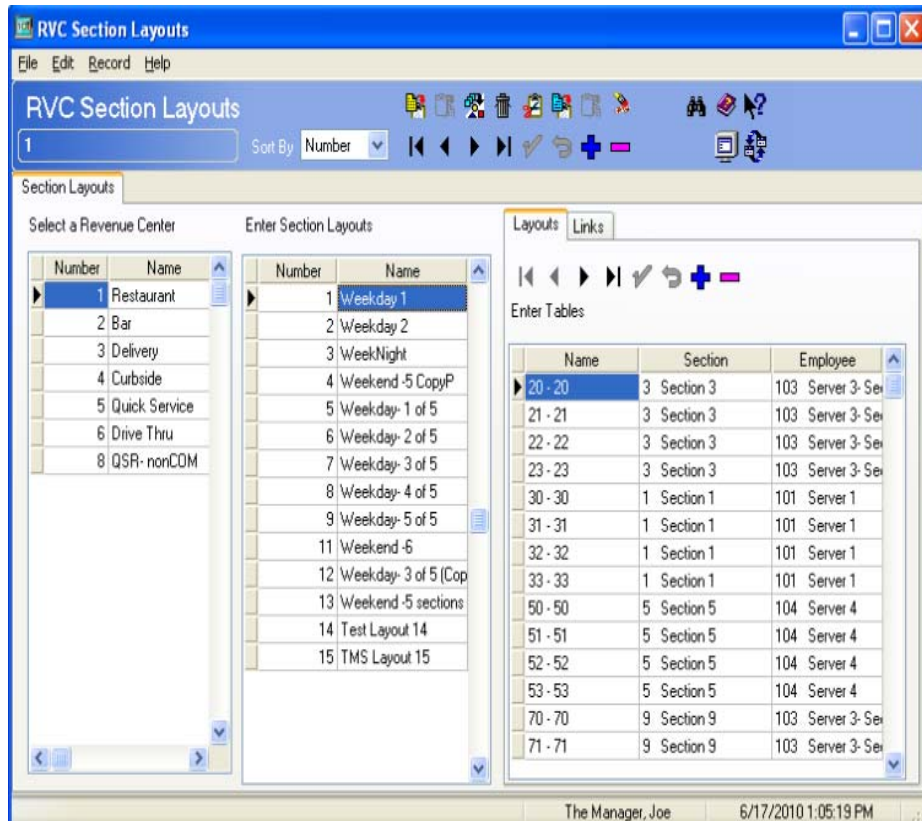 RVC Section Layouts
File Edit Record Help
RVC Section Layouts
1
Sort By Number
Section Layouts
Select a Revenue Center
Number Name
1 Restaurant
2 Bar
3 Delivery
4 Curbside
5 Quick Service
6 Drive Thru
8 QSR- nonCOM
Enter Section Layouts
Number Name
1 Weekday 1
2 Weekday 2
3 WeekNight
4 Weekend -5 CopyP
5 Weekday- 1 of 5
6 Weekday- 2 of 5
7 Weekday- 3 of 5
8 Weekday- 4 of 5
9 Weekday- 5 of 5
11 Weekend -6
12 Weekday- 3 of 5 (Cop
13 Weekend -5 sections
14 Test Layout 14
15 TMS Layout 15
Layouts Links
Enter Tables
Name Section Employee
20 - 20 3 Section 3 103 Server 3- Se
21 - 21 3 Section 3 103 Server 3- Se
22 - 22 3 Section 3 103 Server 3- Se
23 - 23 3 Section 3 103 Server 3- Se
30 - 30 1 Section 1 101 Server 1
31 - 31 1 Section 1 101 Server 1
32 - 32 1 Section 1 101 Server 1
33 - 33 1 Section 1 101 Server 1
50 - 50 5 Section 5 104 Server 4
51 - 51 5 Section 5 104 Server 4
52 - 52 5 Section 5 104 Server 4
53 - 53 5 Section 5 104 Server 4
70 - 70 9 Section 9 103 Server 3- Se
71 - 71 9 Section 9 103 Server 3- Se
The Manager, Joe 6/17/2010 1:05:19 PM